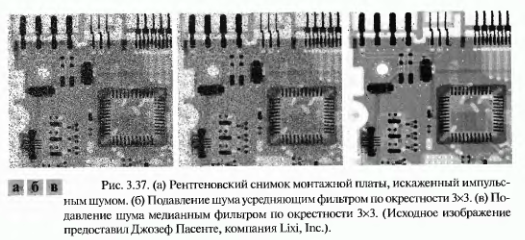 а б в Рис. 3.37. (а) Рентгеновский снимок монтажной платы, искаженный импульс-
ным шумом. (б) Подавление шума усредняющим фильтром по окрестности 3×3. (в) По-
давление шума медианным фильтром по окрестности 3×3. (Исходное изображение
предоставил Джозеф Пасенте, компания Lixi, Inc.).